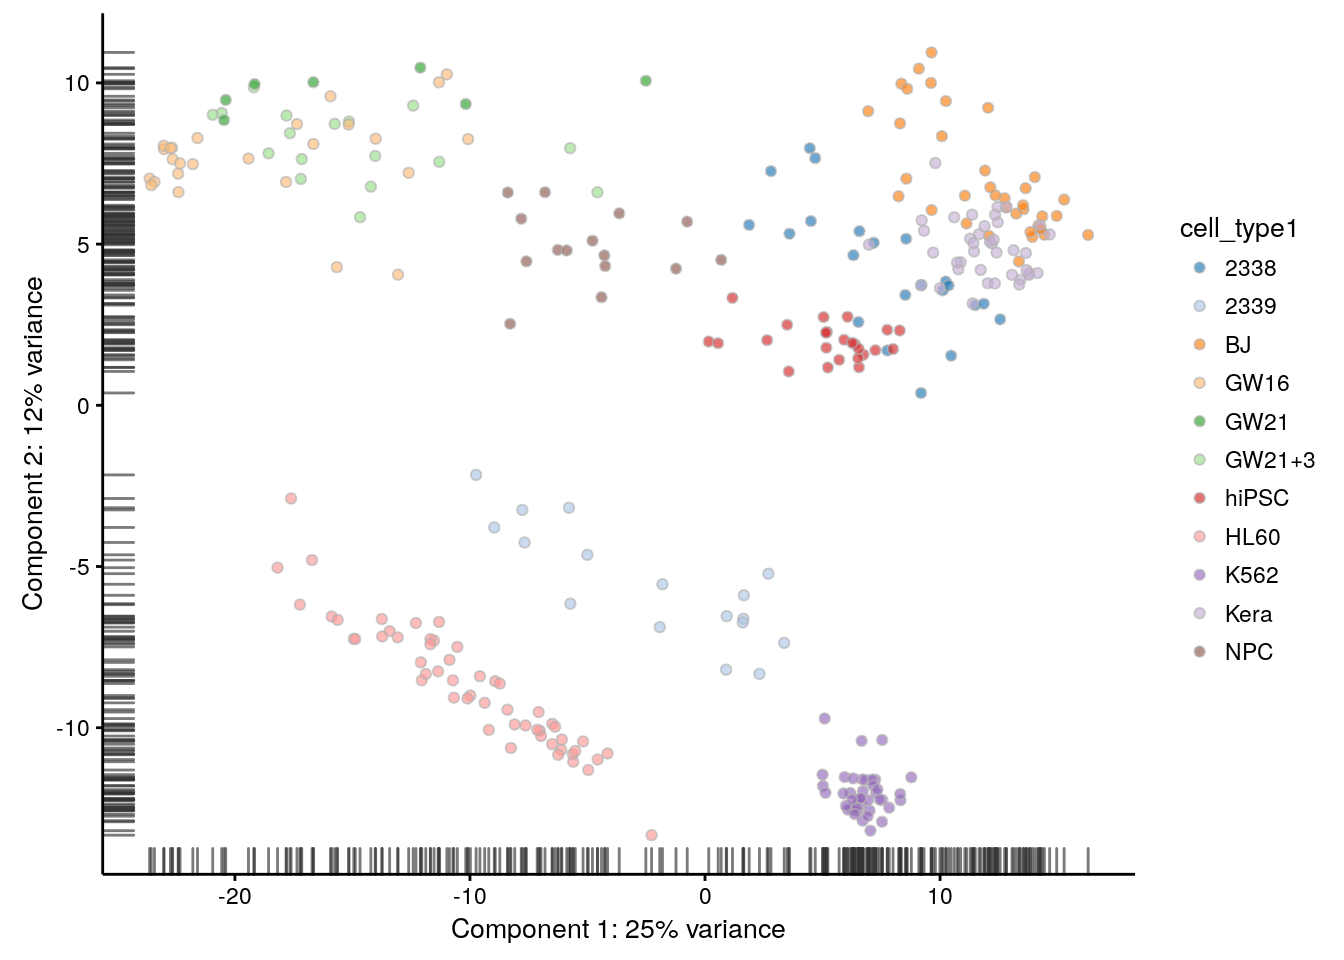 10
5
0
-5
-10
Component 2: 12% variance
-20
-10
0
10
Component 1: 25% variance
cell_type1
2338
2339
BJ
GW16
GW21
GW21+3
hiPSC
HL60
K562
Kera
NPC